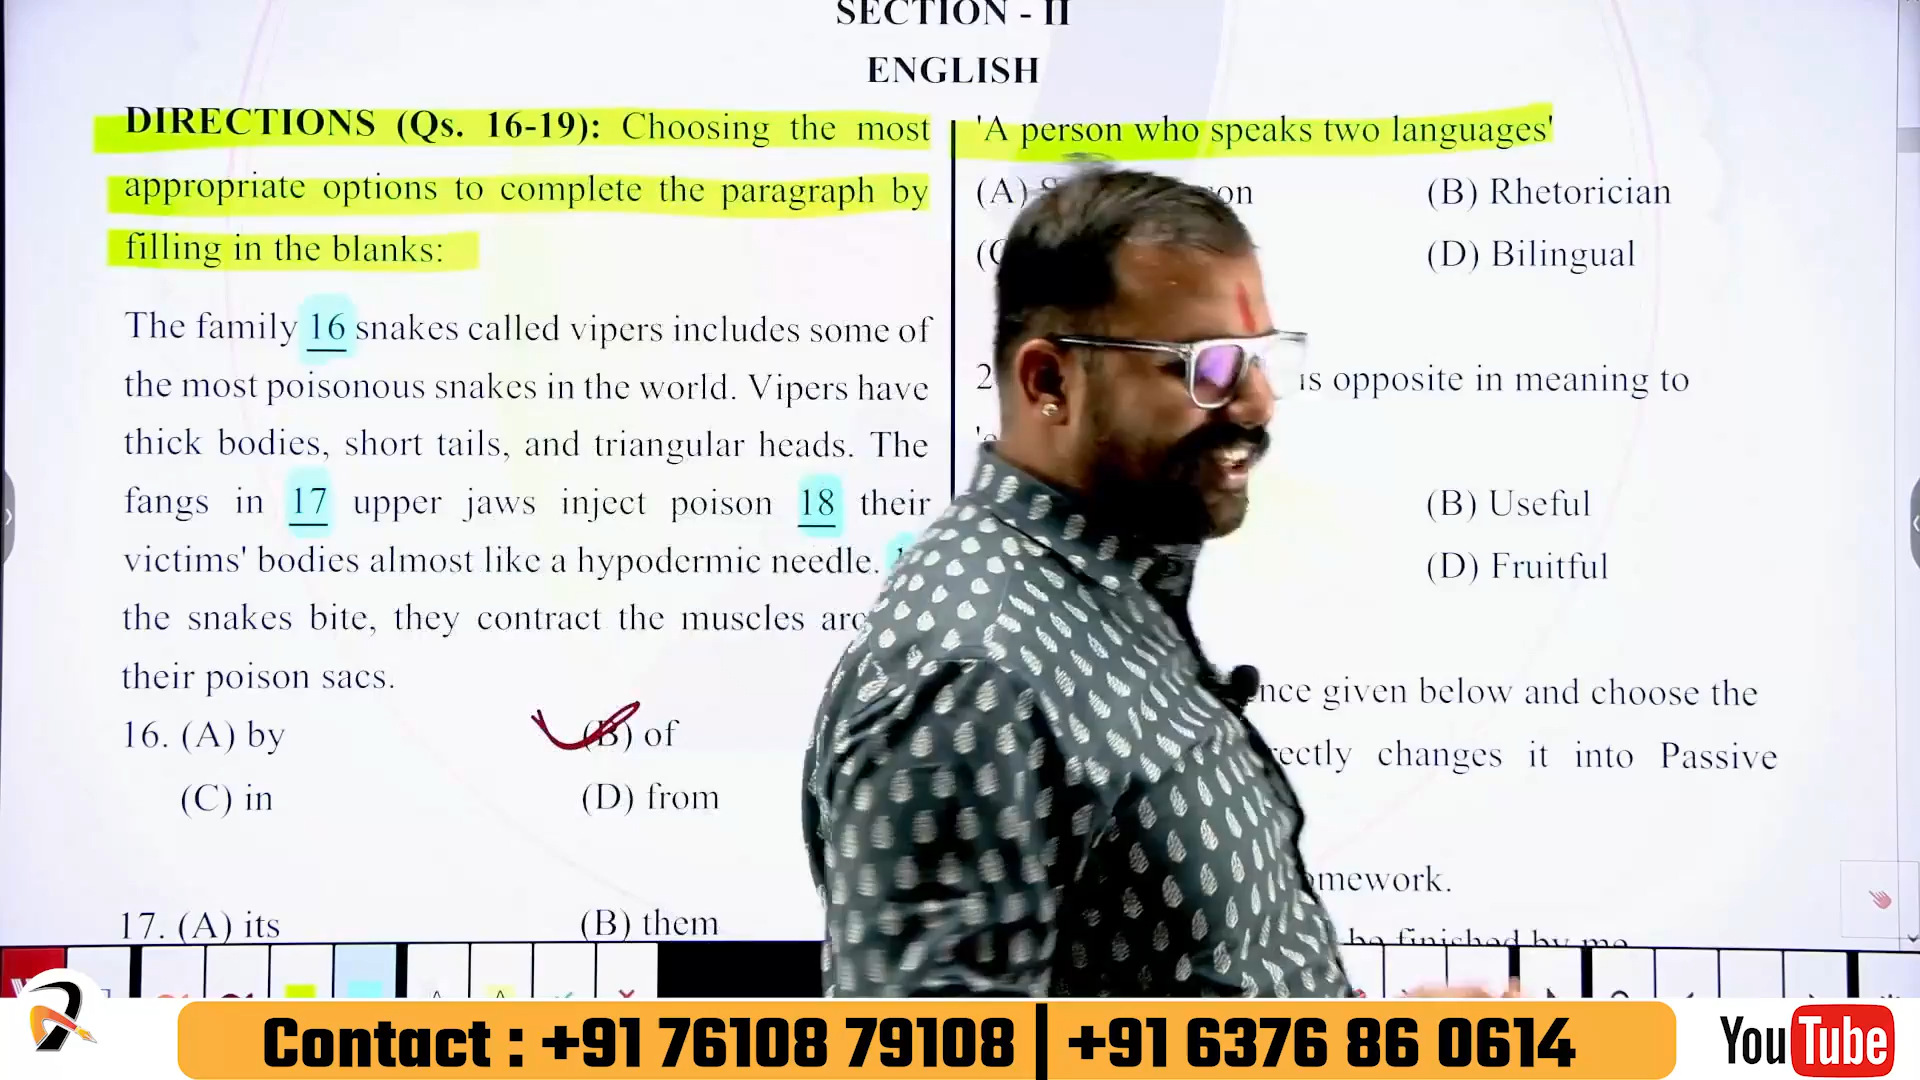 SECTION - II
ENGLISH
DIRECTIONS (Qs. 16-19): Choosing the most
appropriate options to complete the paragraph by
filling in the blanks:
The family 16 snakes called vipers includes some of
the most poisonous snakes in the world. Vipers have
thick bodies, short tails, and triangular heads. The
fangs in 17 upper jaws inject poison 18 their
victims' bodies almost like a hypodermic needle.
the snakes bite, they contract the muscles
their poison sacs.
16. (A) by (B) of
(C) in (D) from
17. (A) its (B) them
'A person who speaks two languages'
(A) (B) Rhetorician
(D) Bilingual
is opposite in meaning to
(B) Useful
(D) Fruitful
given below and choose the
changes it into Passive
be finished by me
Contact : +91 76108 79108 | +91 6376 86 0614
YouTube